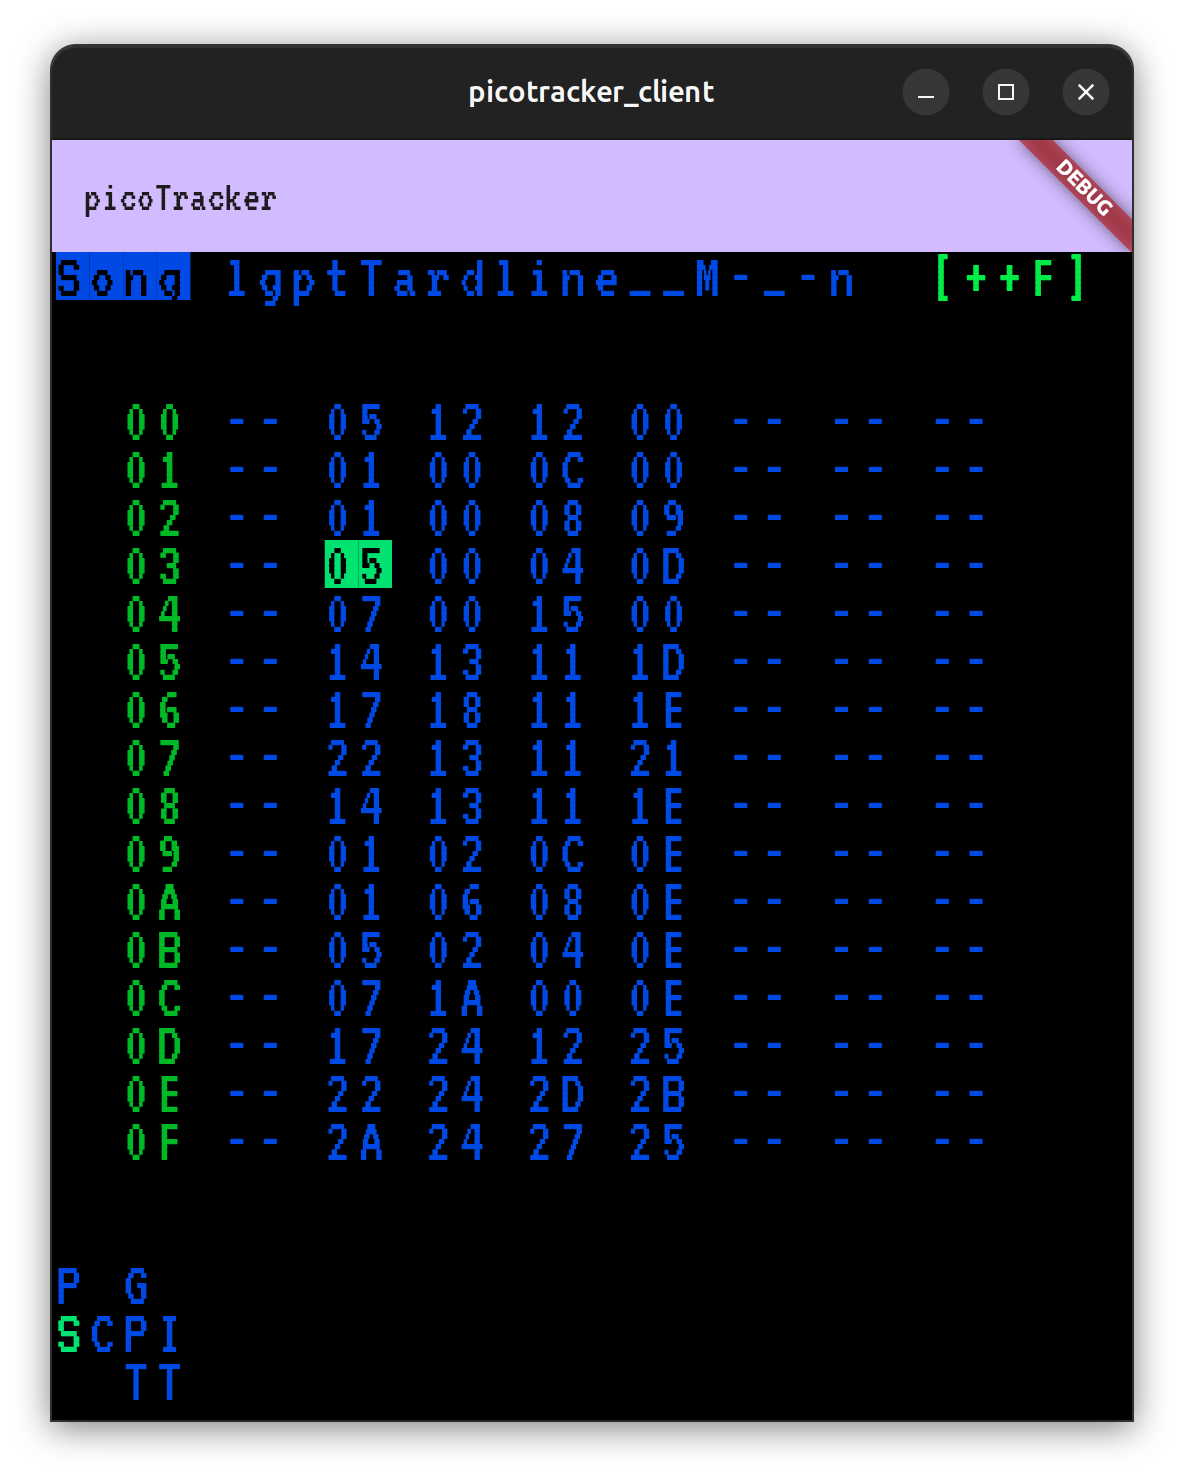 picotracker_client
picoTracker
DEBUG
Song lgptTardline__M-_-n [++F]
00 -- 05 12 12 00 -- -- --
01 -- 01 00 0C 00 -- -- --
02 -- 01 00 08 09 -- -- --
03 -- 05 00 04 0D -- -- --
04 -- 07 00 15 00 -- -- --
05 -- 14 13 11 1D -- -- --
06 -- 17 18 11 1E -- -- --
07 -- 22 13 11 21 -- -- --
08 -- 14 13 11 1E -- -- --
09 -- 01 02 0C 0E -- -- --
0A -- 01 06 08 0E -- -- --
0B -- 05 02 04 0E -- -- --
0C -- 07 1A 00 0E -- -- --
0D -- 17 24 12 25 -- -- --
0E -- 22 24 2D 2B -- -- --
0F -- 2A 24 27 25 -- -- --
P G
SCPI
TT